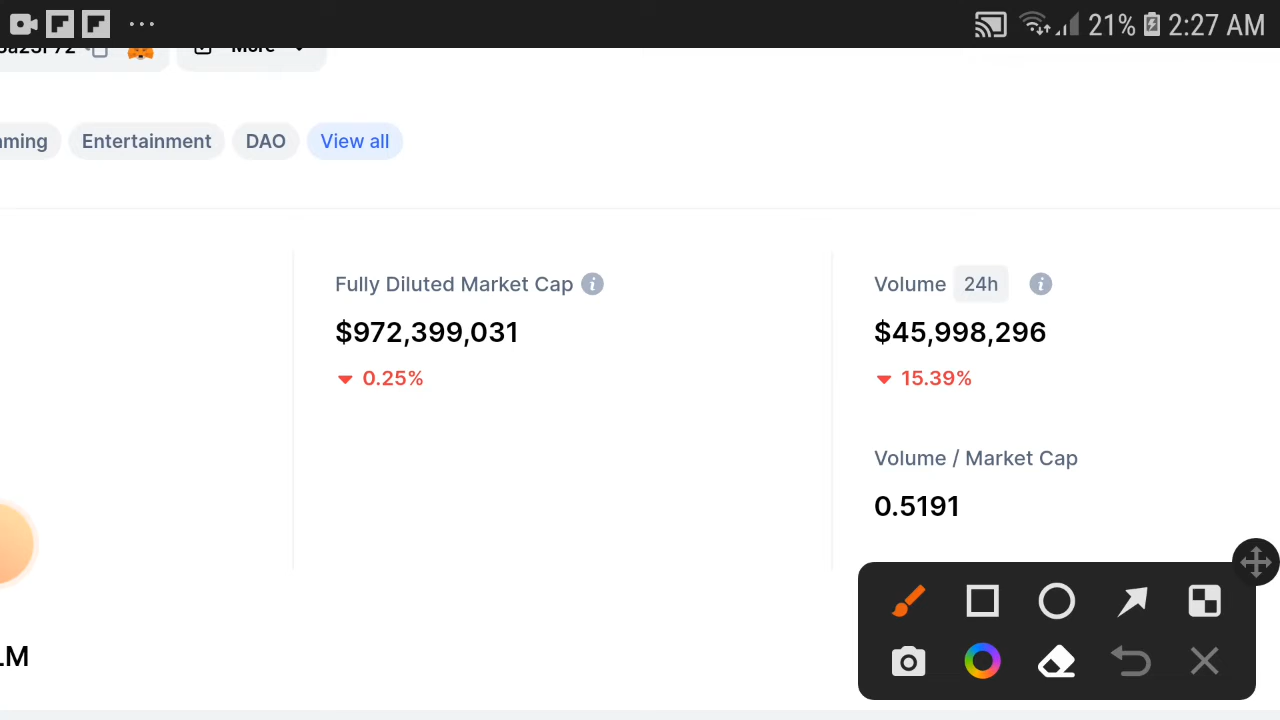 21% 2:27 AM
More
Entertainment DAO View all
Fully Diluted Market Cap Volume 24h
$972,399,031 $45,998,296
0.25% 15.39%
Volume / Market Cap
0.5191